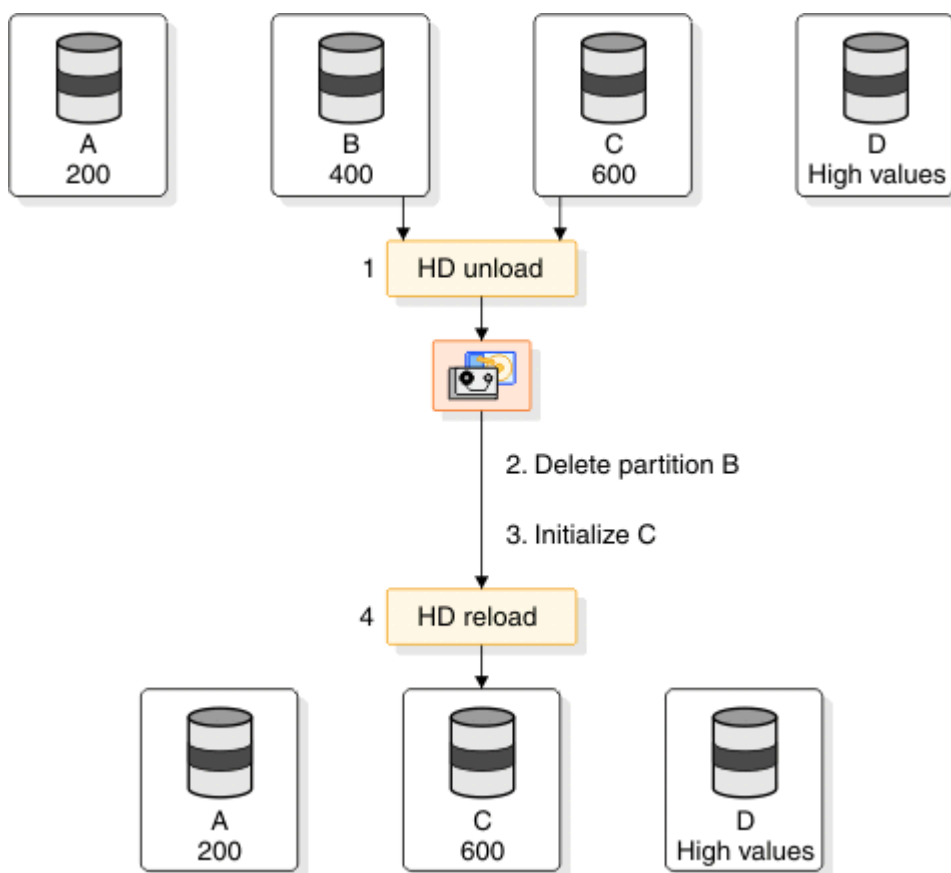 A
200
B
400
C
600
D
High values
1
HD unload
2. Delete partition B
3. Initialize C
4
HD reload
A
200
C
600
D
High values